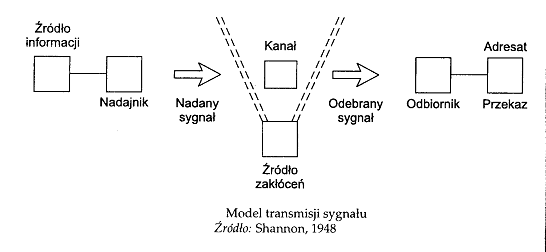 Źródło
informacji
Nadajnik
Nadany
sygnał
Kanał
Źródło
zakłóceń
Odebrany
sygnał
Odbiornik
Adresat
Przekaz
Model transmisji sygnału
Źródło: Shannon, 1948